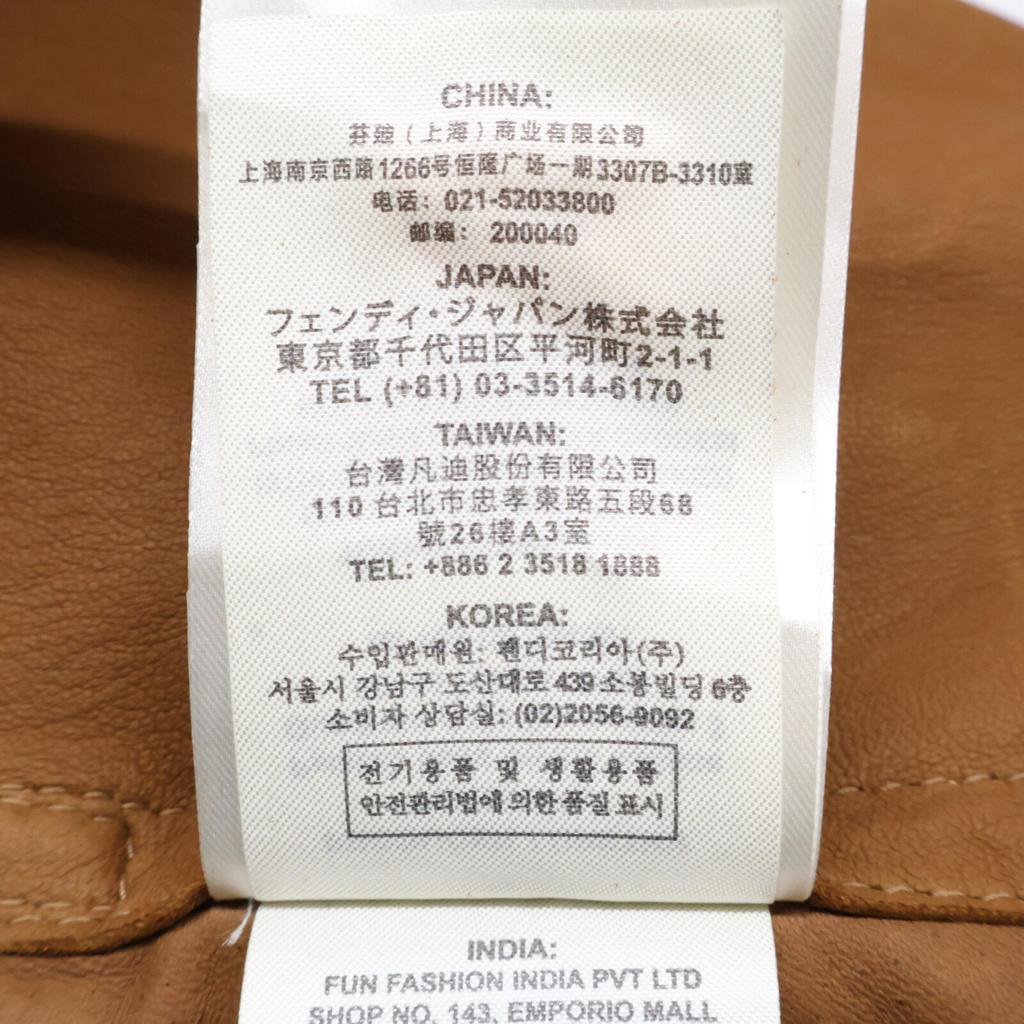 CHINA:
芬迪（上海）商业有限公司
上海南京西路1266号恒隆广场一期3307B-3310室
电话：021-52033800
邮编：200040
JAPAN:
フェンディ・ジャパン株式会社
東京都千代田区平河町2-1-1
TEL (+81) 03-3514-6170
TAIWAN:
台灣凡迪股份有限公司
110 台北市忠孝東路五段68
號26樓A3室
TEL: +886 2 3518 1888
KOREA:
수입판매원: 펜디코리아(주)
서울시 강남구 도산대로 439 소봉빌딩 6층
소비자 상담실: (02)2056-9092
전기용품 및 생활용품
안전관리법에 의한 품질 표시
INDIA:
FUN FASHION INDIA PVT LTD
SHOP NO. 143, EMPORIO MALL